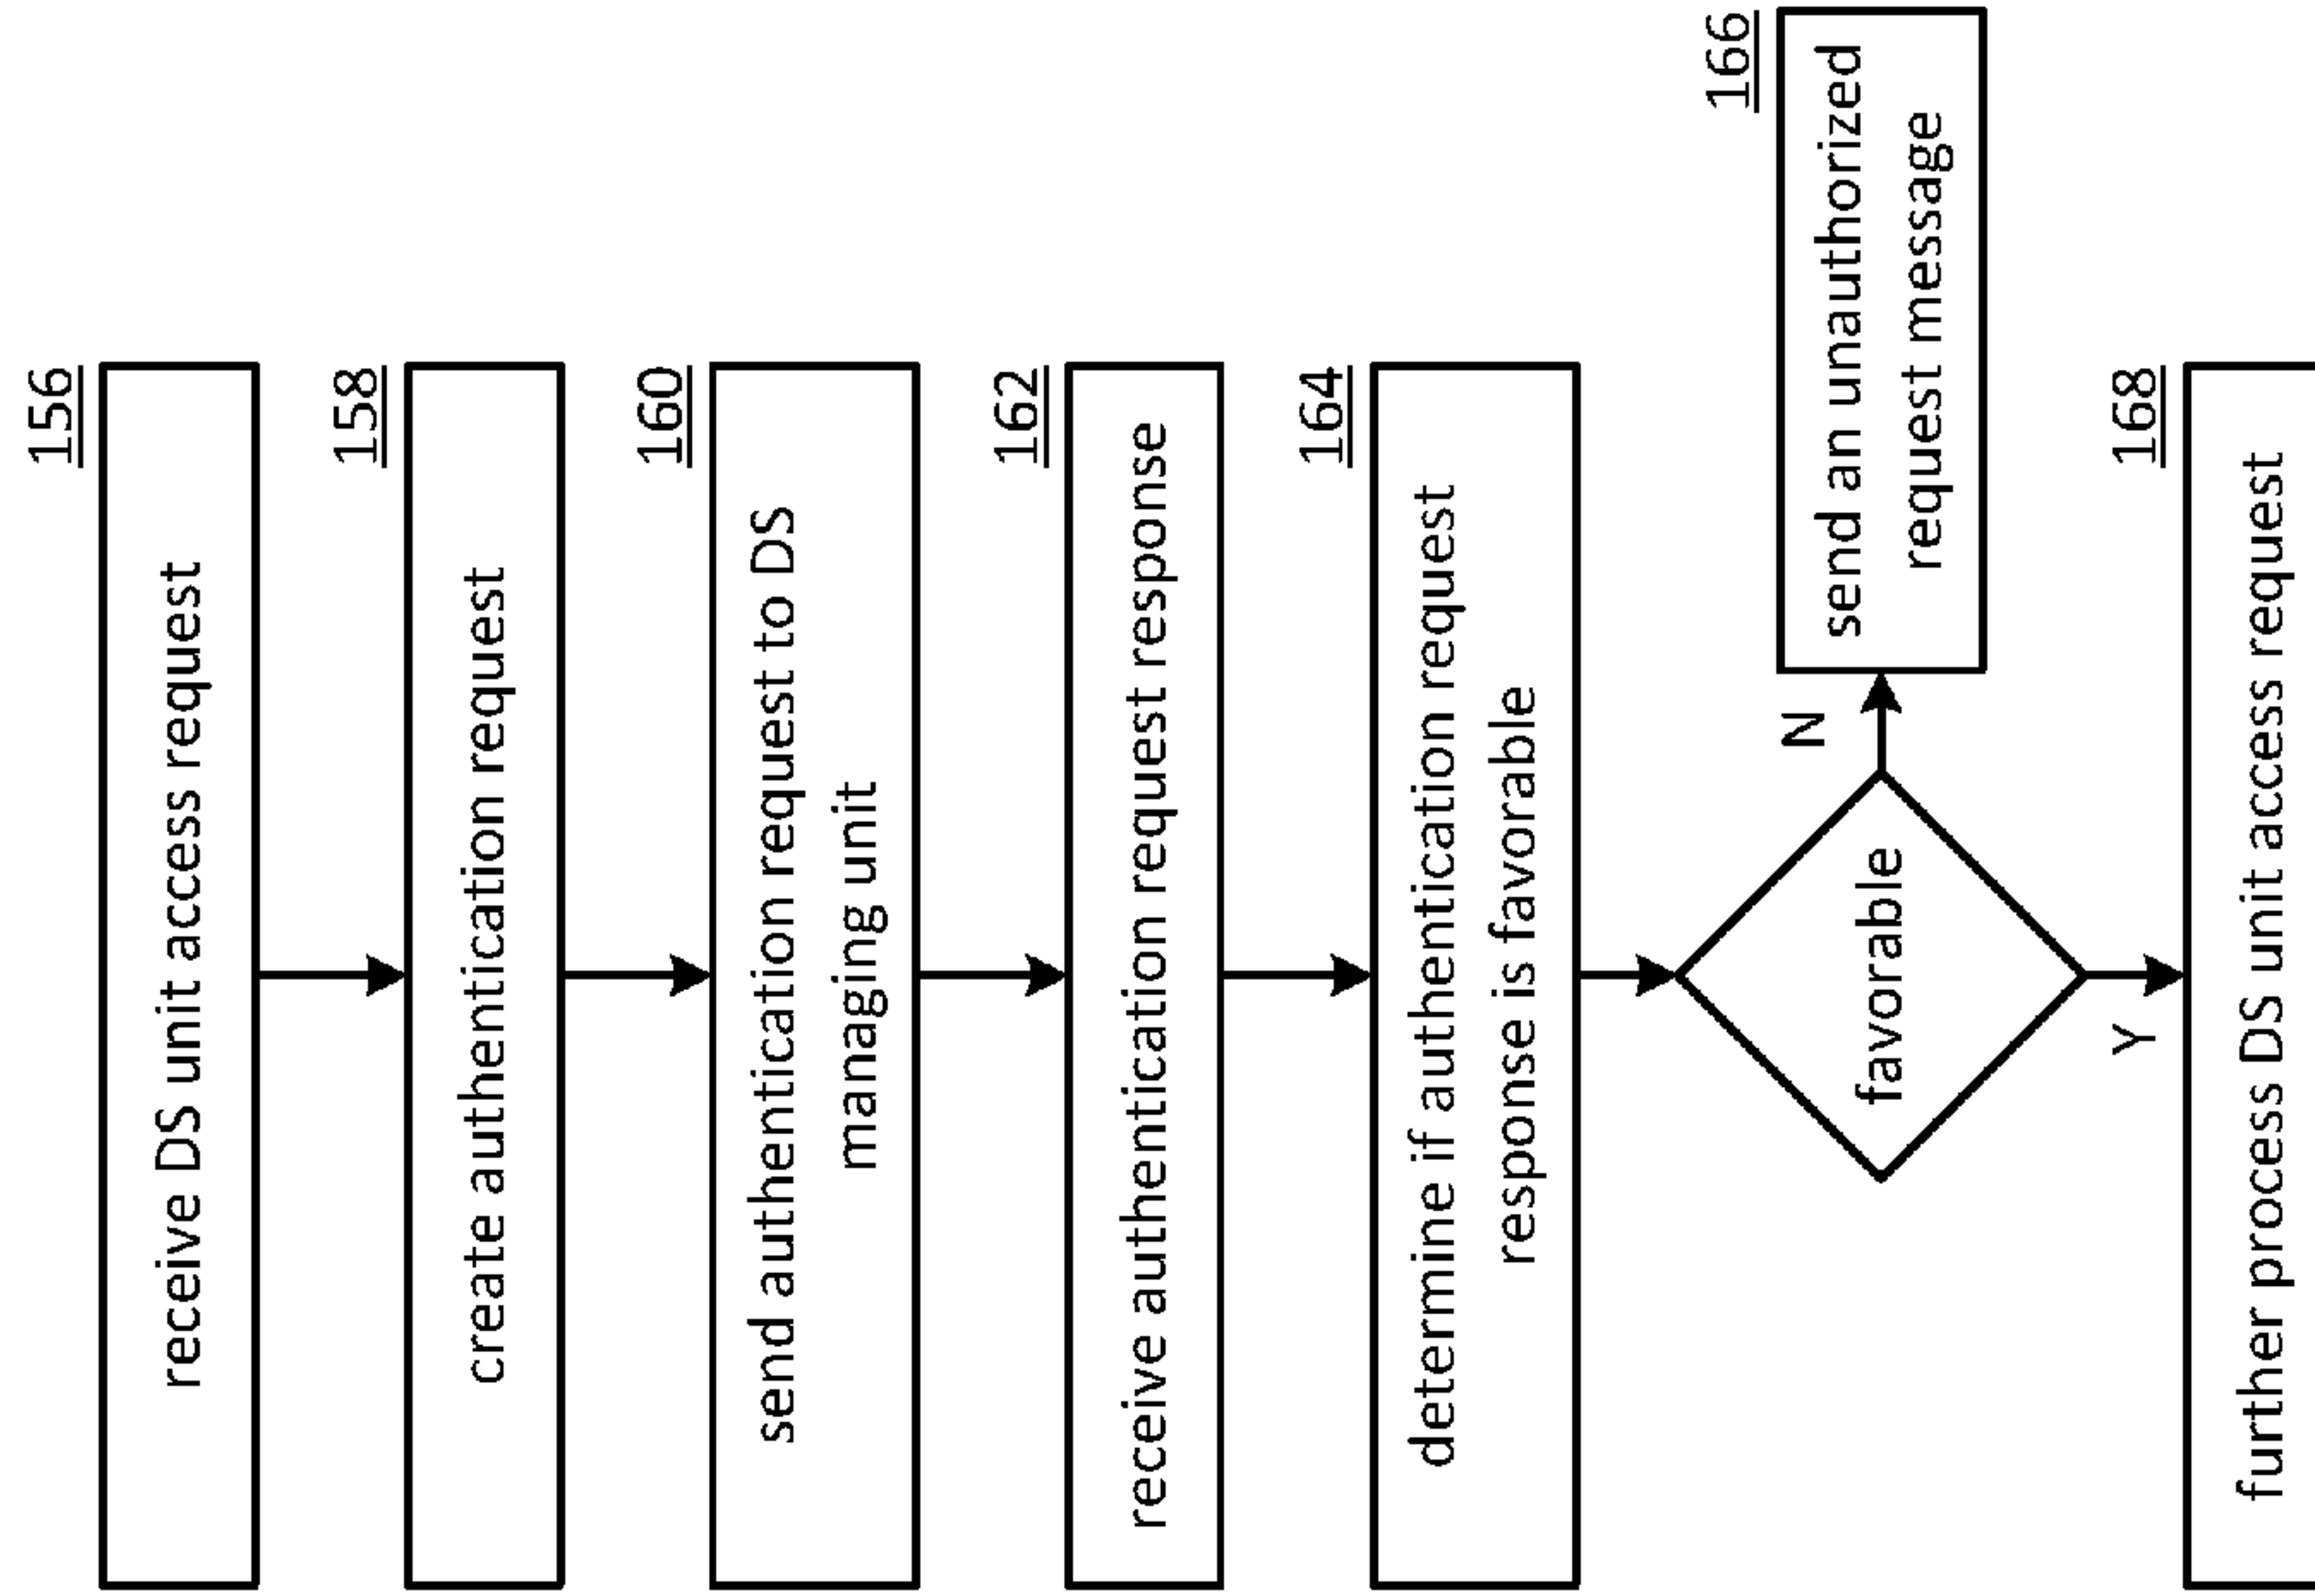 156
receive DS unit access request
158
create authentication request
160
send authentication request to DS
managing unit
162
receive authentication request response
164
determine if authentication request
response is favorable
favorable
N
166
send an unauthorized
request message
Y
168
further process DS unit access request